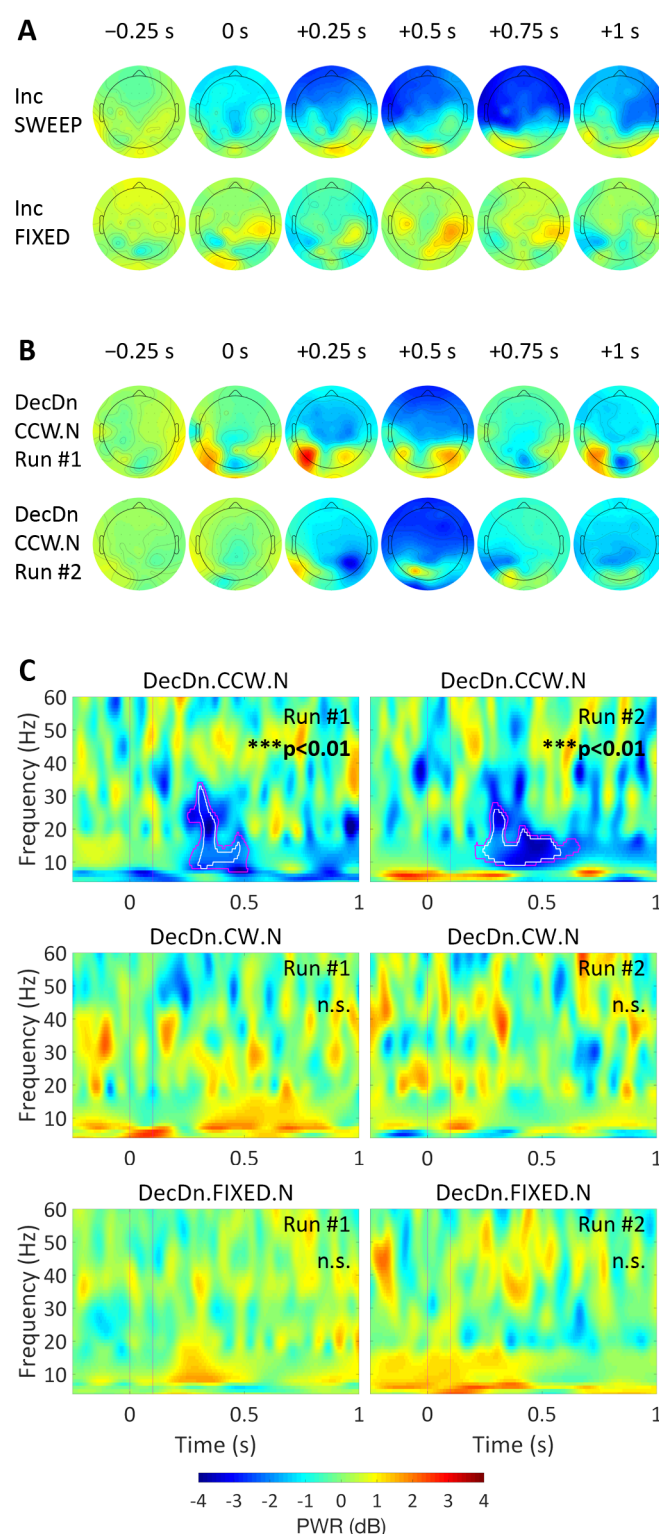 A
−0.25 s 0 s +0.25 s +0.5 s +0.75 s +1 s
Inc
SWEEP
Inc
FIXED
B
−0.25 s 0 s +0.25 s +0.5 s +0.75 s +1 s
DecDn
CCW.N
Run #1
DecDn
CCW.N
Run #2
C
DecDn.CCW.N DecDn.CCW.N
Run #1 Run #2
***p<0.01 ***p<0.01
Frequency (Hz)
60
50
40
30
20
10
0 0.5 1 0 0.5 1
DecDn.CW.N DecDn.CW.N
Run #1 Run #2
n.s. n.s.
Frequency (Hz)
60
50
40
30
20
10
0 0.5 1 0 0.5 1
DecDn.FIXED.N DecDn.FIXED.N
Run #1 Run #2
n.s. n.s.
Frequency (Hz)
60
50
40
30
20
10
0 0.5 1 0 0.5 1
Time (s) Time (s)
-4 -3 -2 -1 0 1 2 3 4
PWR (dB)